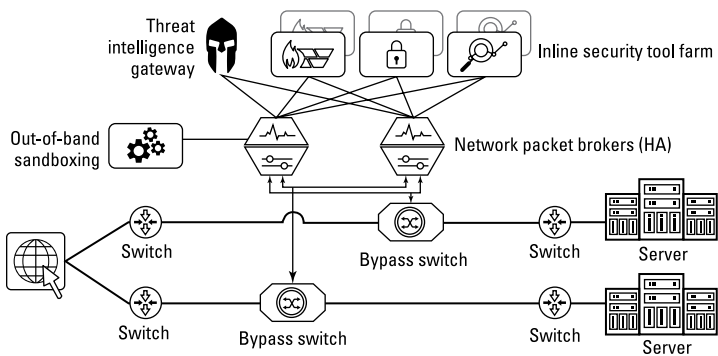 Threat
intelligence
gateway
Inline security tool farm
Out-of-band
sandboxing
Network packet brokers (HA)
Switch
Bypass switch
Switch
Server
Switch
Bypass switch
Switch
Server